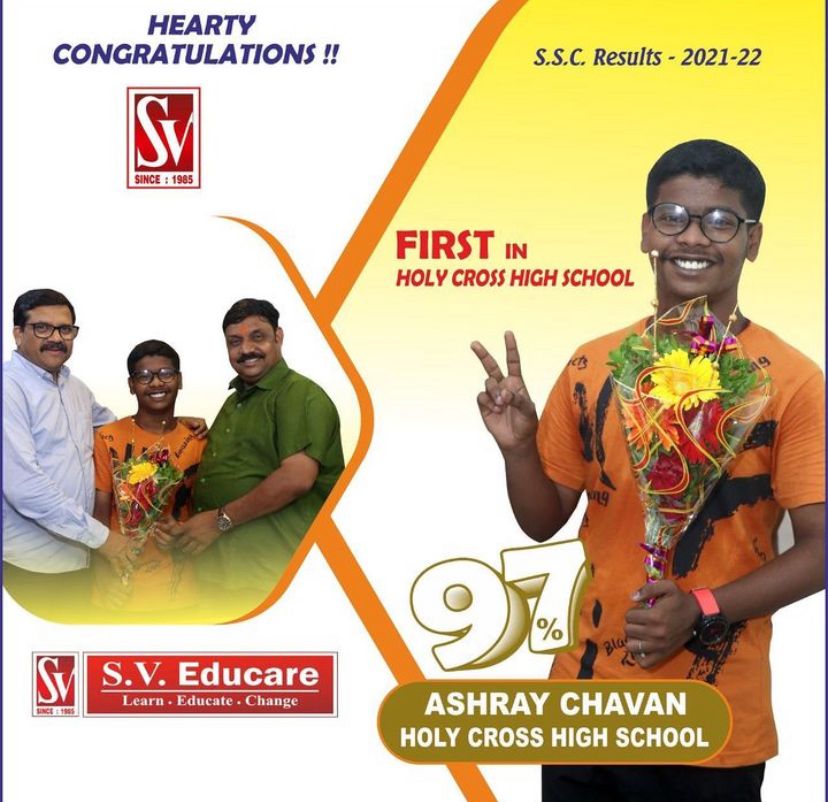 HEARTY
CONGRATULATIONS !!
SV
SINCE : 1985
S.S.C. Results - 2021-22
FIRST IN
HOLY CROSS HIGH SCHOOL
97%
ASHRAY CHAVAN
HOLY CROSS HIGH SCHOOL
SV
SINCE : 1985
S.V. Educare
Learn . Educate . Change